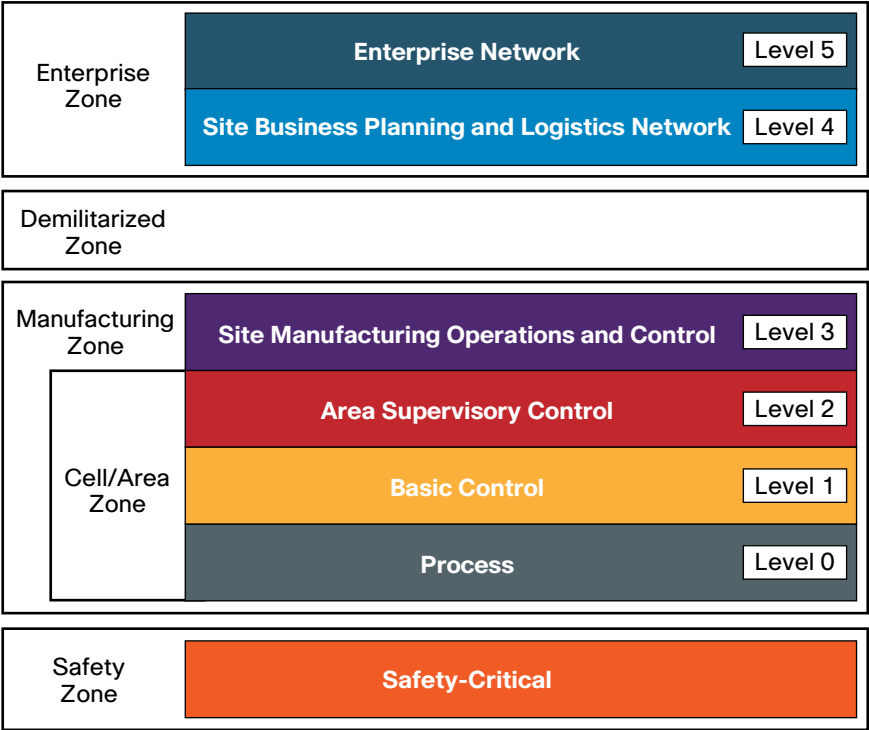 Enterprise
Zone
Enterprise Network
Level 5
Site Business Planning and Logistics Network
Level 4
Demilitarized
Zone
Manufacturing
Zone
Site Manufacturing Operations and Control
Level 3
Cell/Area
Zone
Area Supervisory Control
Level 2
Basic Control
Level 1
Process
Level 0
Safety
Zone
Safety-Critical